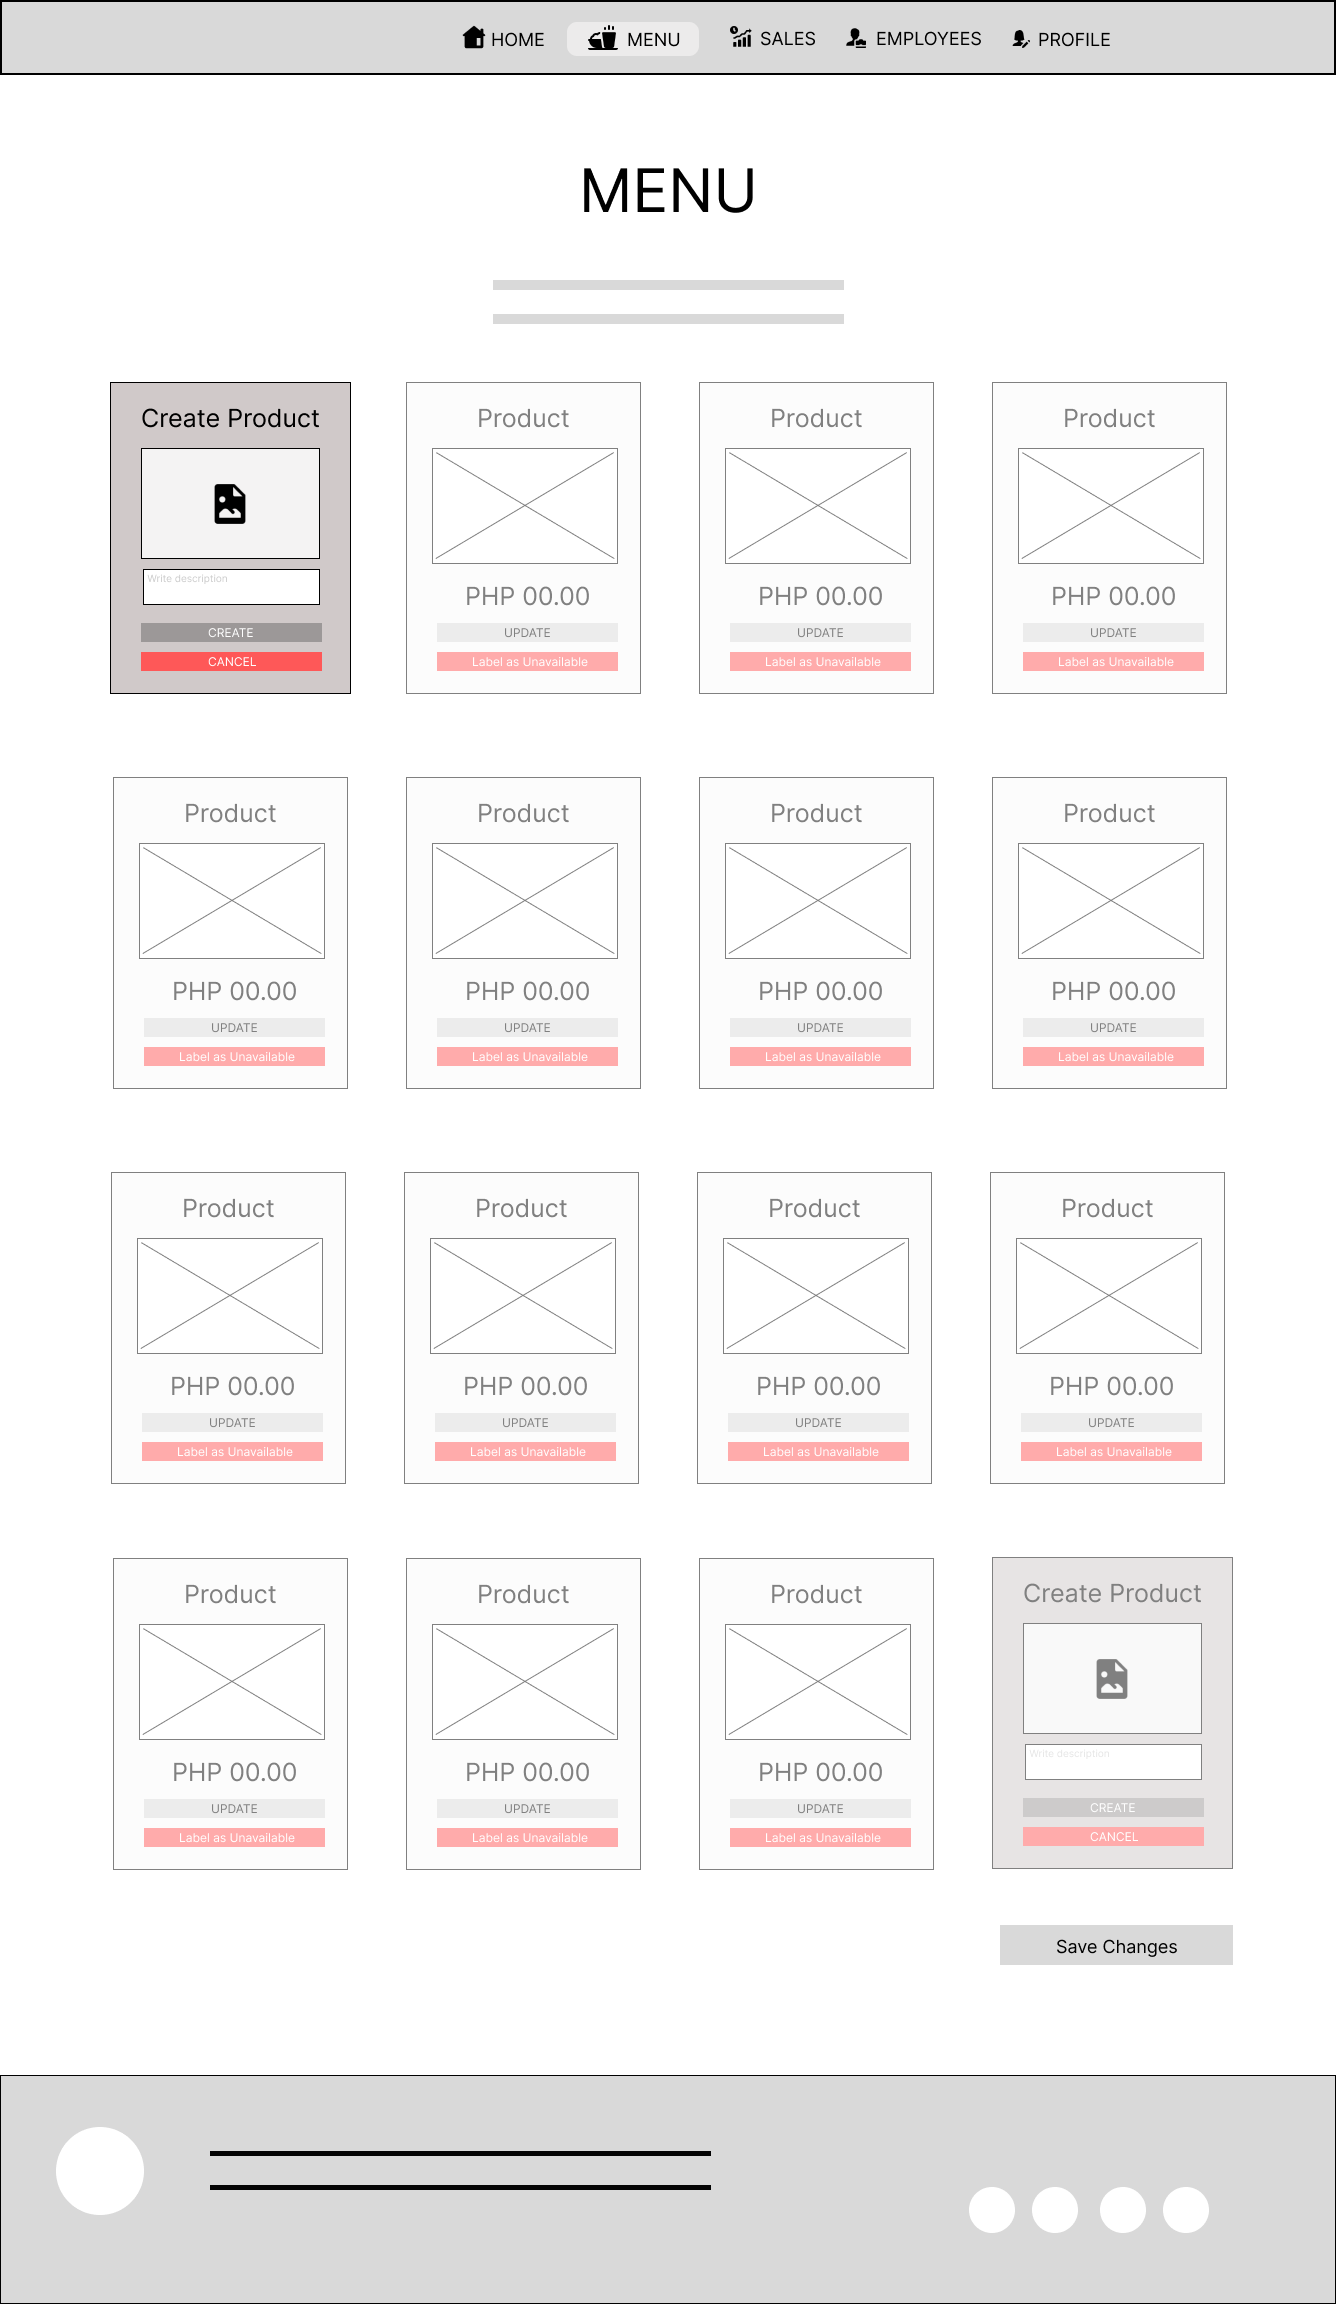 HOME
MENU
SALES
EMPLOYEES
PROFILE
MENU
Create Product
Write description
CREATE
CANCEL
Product
PHP 00.00
UPDATE
Label as Unavailable
Product
PHP 00.00
UPDATE
Label as Unavailable
Product
PHP 00.00
UPDATE
Label as Unavailable
Product
PHP 00.00
UPDATE
Label as Unavailable
Product
PHP 00.00
UPDATE
Label as Unavailable
Product
PHP 00.00
UPDATE
Label as Unavailable
Product
PHP 00.00
UPDATE
Label as Unavailable
Product
PHP 00.00
UPDATE
Label as Unavailable
Product
PHP 00.00
UPDATE
Label as Unavailable
Product
PHP 00.00
UPDATE
Label as Unavailable
Product
PHP 00.00
UPDATE
Label as Unavailable
Product
PHP 00.00
UPDATE
Label as Unavailable
Product
PHP 00.00
UPDATE
Label as Unavailable
Product
PHP 00.00
UPDATE
Label as Unavailable
Create Product
Write description
CREATE
CANCEL
Save Changes